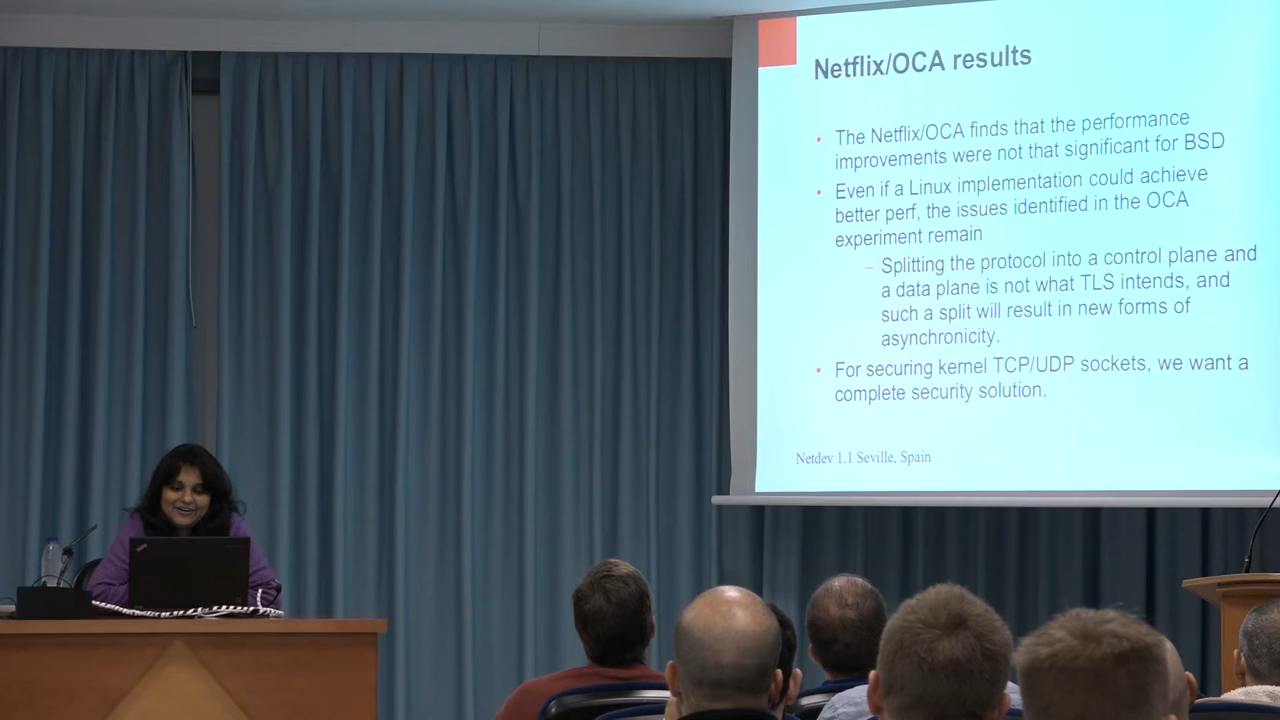 Netflix/OCA results
• The Netflix/OCA finds that the performance
improvements were not that significant for BSD
• Even if a Linux implementation could achieve
better perf, the issues identified in the OCA
experiment remain
– Splitting the protocol into a control plane and
a data plane is not what TLS intends, and
such a split will result in new forms of
asynchronicity.
• For securing kernel TCP/UDP sockets, we want a
complete security solution.
Netdev 1.1 Seville, Spain